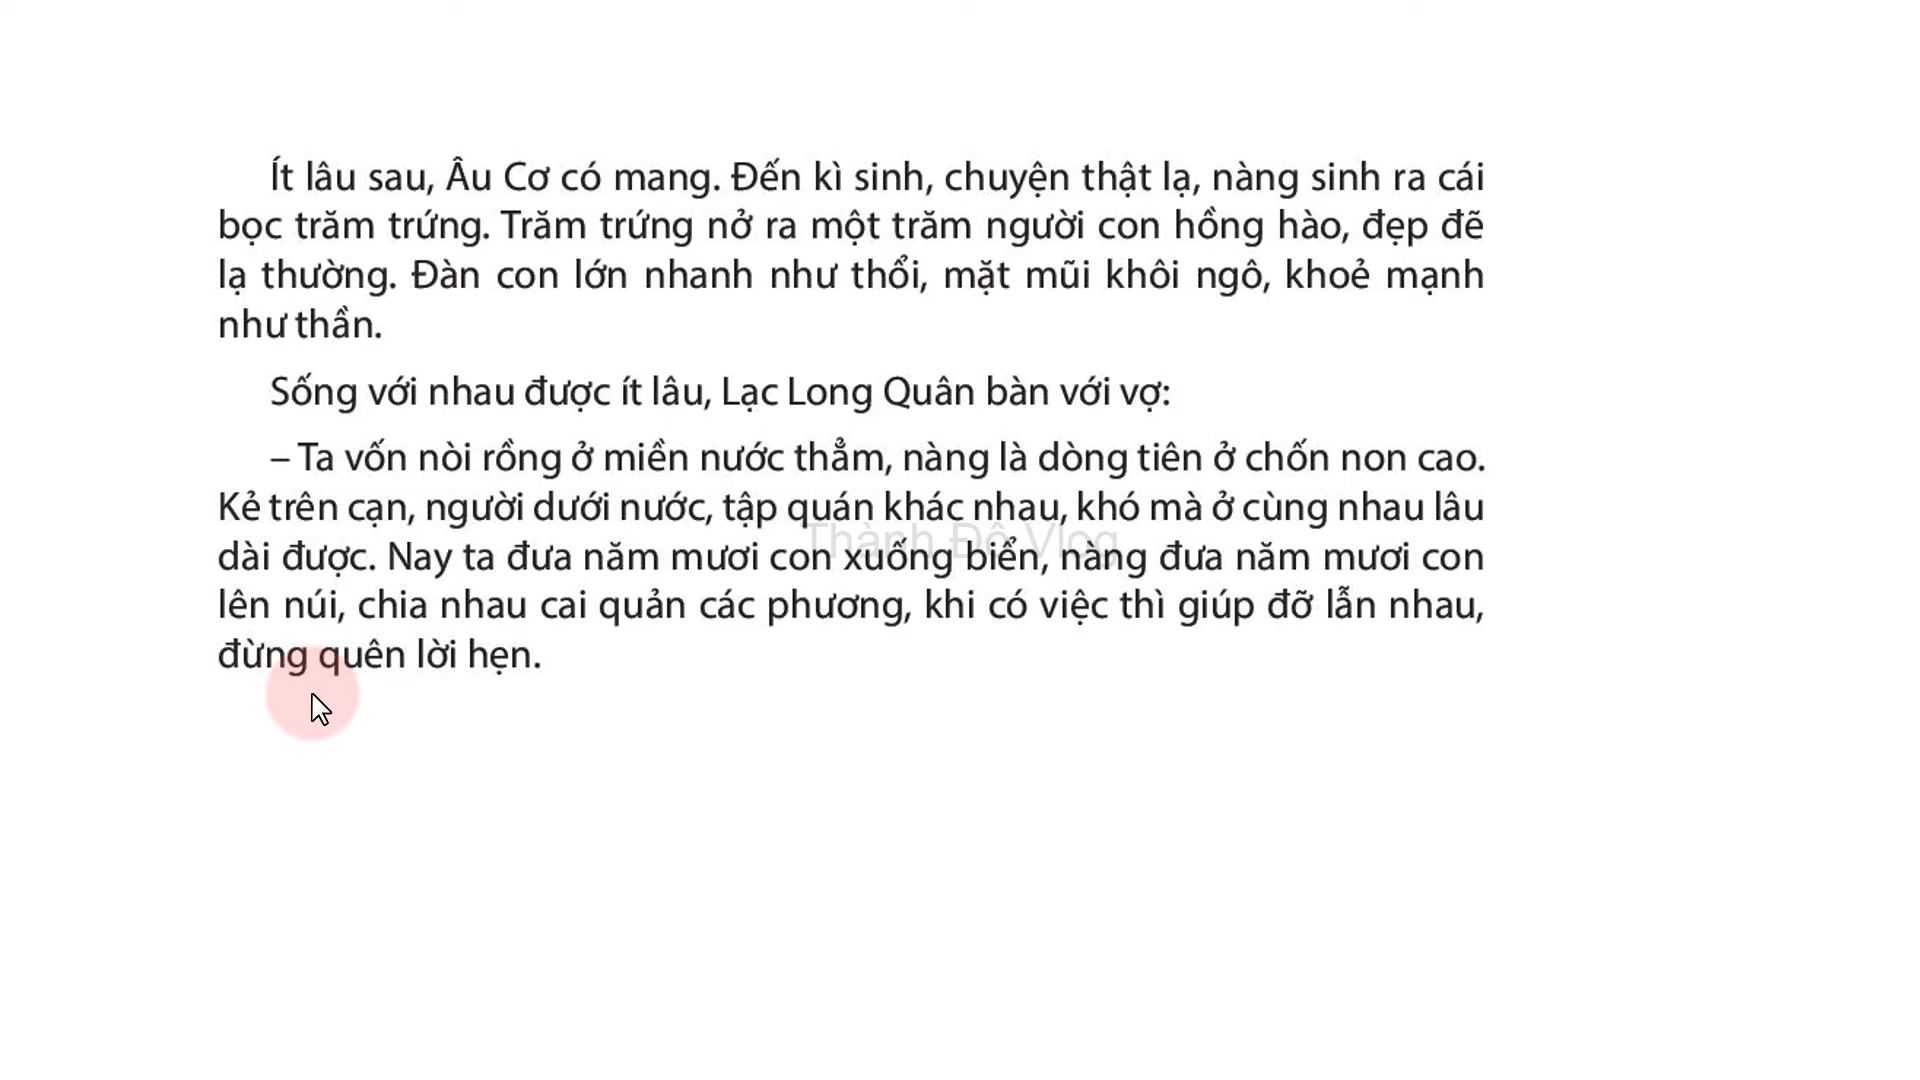 Ít lâu sau, Âu Cơ có mang. Đến kì sinh, chuyện thật lạ, nàng sinh ra cái
bọc trăm trứng. Trăm trứng nở ra một trăm người con hồng hào, đẹp đẽ
lạ thường. Đàn con lớn nhanh như thổi, mặt mũi khôi ngô, khoẻ mạnh
như thần.
Sống với nhau được ít lâu, Lạc Long Quân bàn với vợ:
– Ta vốn nòi rồng ở miền nước thẳm, nàng là dòng tiên ở chốn non cao.
Kẻ trên cạn, người dưới nước, tập quán khác nhau, khó mà ở cùng nhau lâu
Thành Đô Vlog
dài được. Nay ta đưa năm mươi con xuống biển, nàng đưa năm mươi con
lên núi, chia nhau cai quản các phương, khi có việc thì giúp đỡ lẫn nhau,
đừng quên lời hẹn.